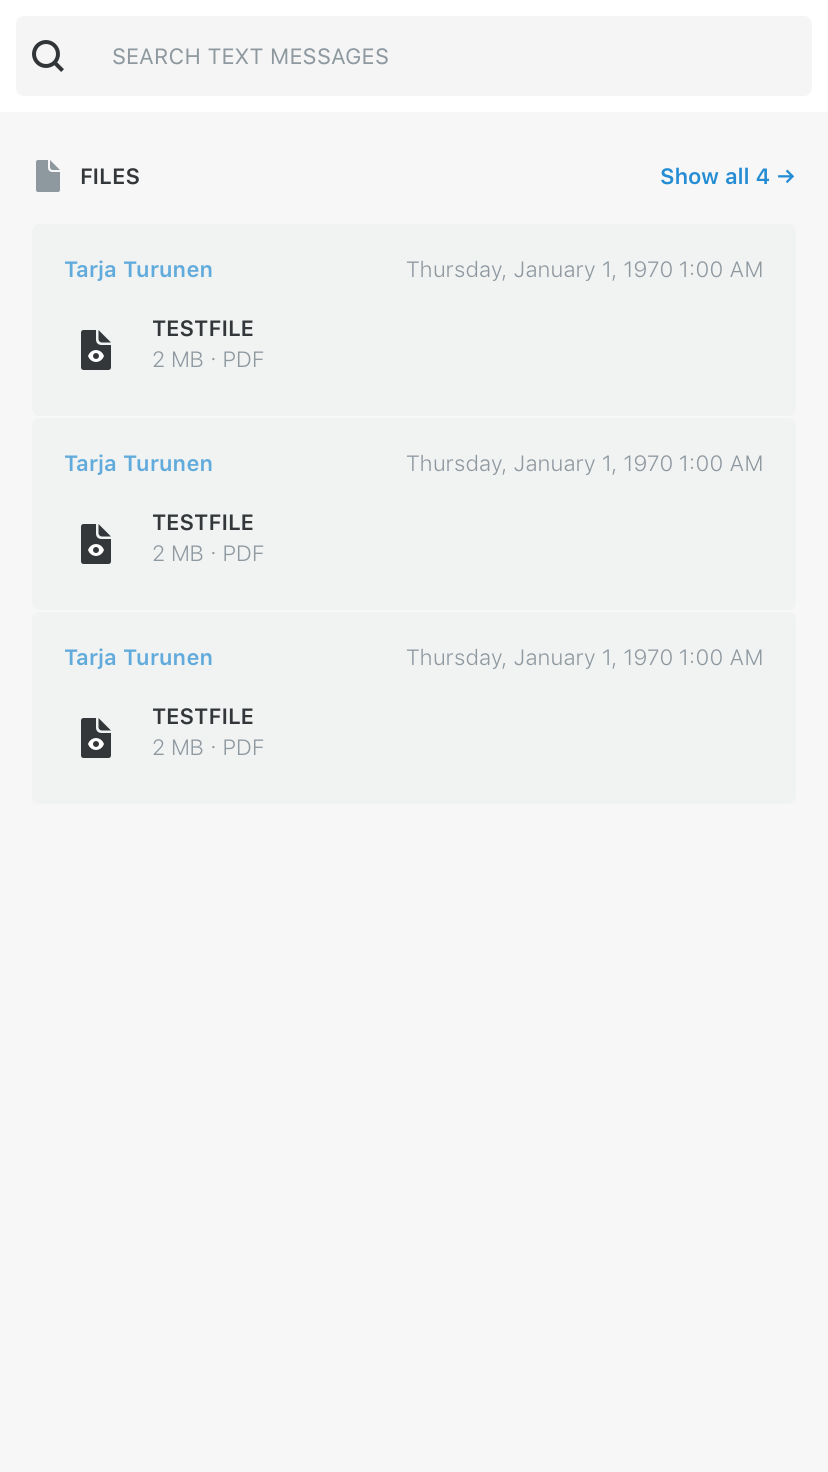 SEARCH TEXT MESSAGES
FILES Show all 4 →
Tarja Turunen Thursday, January 1, 1970 1:00 AM
TESTFILE
2 MB · PDF
Tarja Turunen Thursday, January 1, 1970 1:00 AM
TESTFILE
2 MB · PDF
Tarja Turunen Thursday, January 1, 1970 1:00 AM
TESTFILE
2 MB · PDF